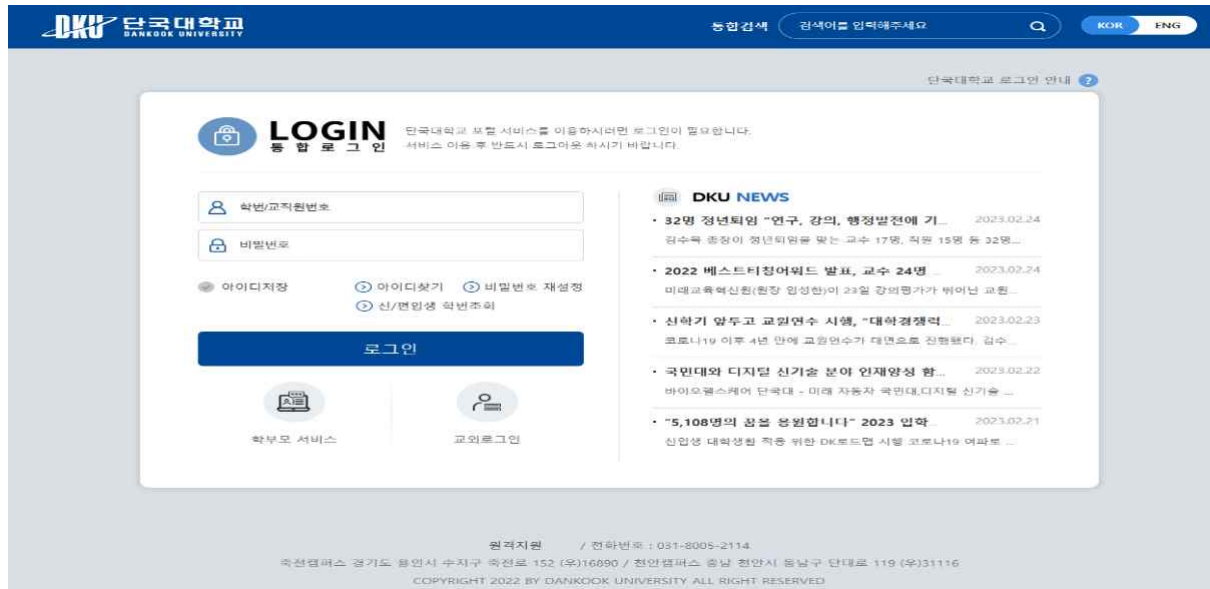 DKU 단국대학교
DANKOOK UNIVERSITY
통합검색
검색어를 입력해주세요
KOR ENG
단국대학교 로그인 안내 ?
LOGIN
통합로그인
단국대학교 포털 서비스를 이용하시려면 로그인이 필요합니다.
서비스 이용 후 반드시 로그아웃 하시기 바랍니다.
학번/교직원번호
비밀번호
아이디저장
아이디찾기
비밀번호 재설정
신/편입생 학번조회
로그인
학부모 서비스
교외로그인
DKU NEWS
32명 정년퇴임 "연구, 강의, 행정발전에 기... 2023.02.24
김수복 총장이 정년퇴임을 맞는 교수 17명, 직원 15명 등 32명...
2022 베스트티칭어워드 발표, 교수 24명 ... 2023.02.24
미래교육혁신원(원장 임성한)이 23일 강의평가가 뛰어난 교원...
신학기 앞두고 교원연수 시행, "대학경쟁력... 2023.02.23
코로나19 이후 4년 만에 교원연수가 대면으로 진행됐다. 김수...
국민대와 디지털 신기술 분야 인재양성 함... 2023.02.22
바이오헬스케어 단국대 - 미래 자동차 국민대,디지털 신기술 ...
"5,108명의 꿈을 응원합니다" 2023 입학... 2023.02.21
신입생 대학생활 적응 위한 DK로드맵 시행 코로나19 여파로 ...
원격지원 / 전화번호 : 031-8005-2114
죽전캠퍼스 경기도 용인시 수지구 죽전로 152 (우)16890 / 천안캠퍼스 충남 천안시 동남구 단대로 119 (우)31116
COPYRIGHT 2022 BY DANKOOK UNIVERSITY ALL RIGHT RESERVED